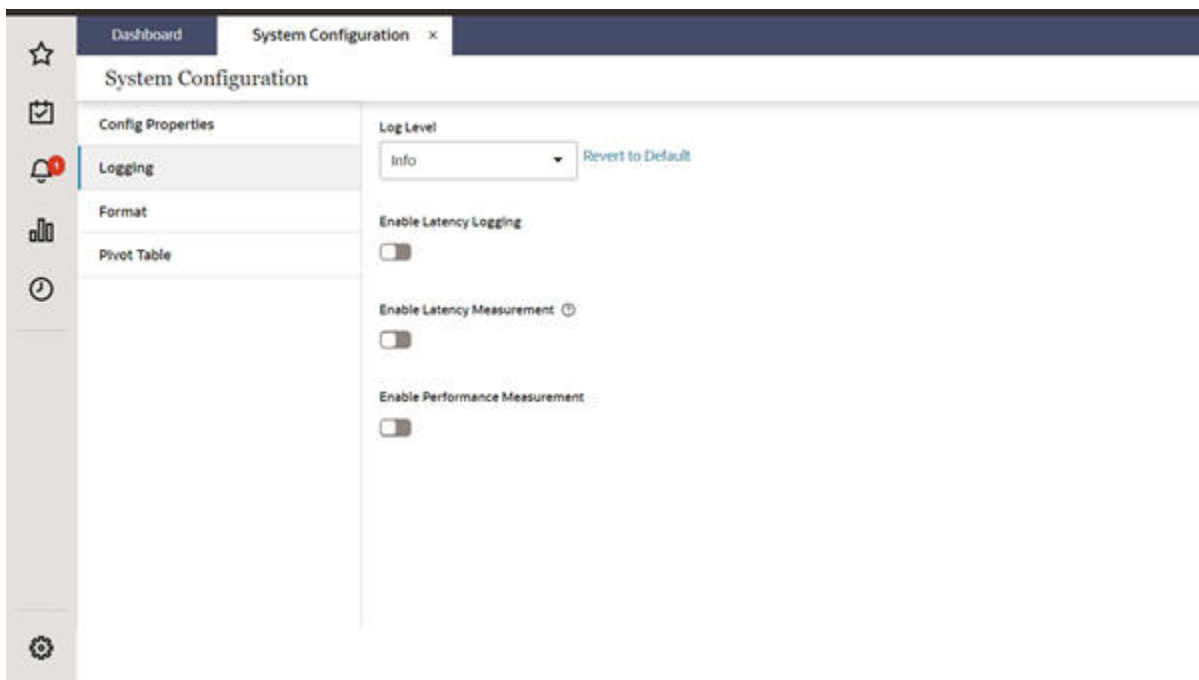 Dashboard
System Configuration ×
System Configuration
Config Properties
Logging
Format
Pivot Table
Log Level
Info
Revert to Default
Enable Latency Logging
Enable Latency Measurement
Enable Performance Measurement